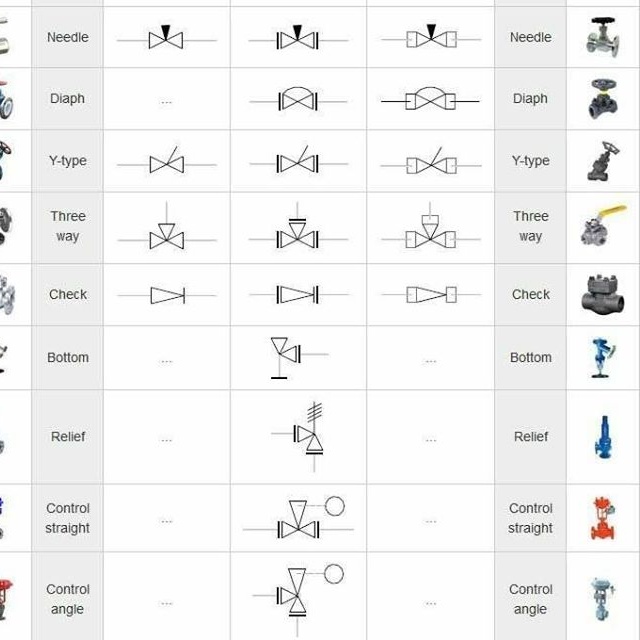 Needle Needle
Diaph ... Diaph
Y-type Y-type
Three Three
way way
Check Check
Bottom ... ... Bottom
Relief ... ... Relief
Control Control
straight ... ... straight
Control Control
angle ... ... angle